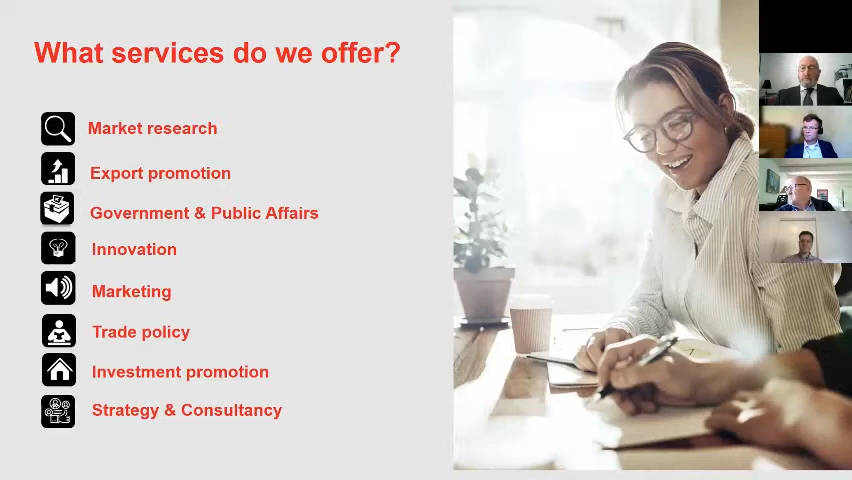 What services do we offer?
Market research
Export promotion
Government & Public Affairs
Innovation
Marketing
Trade policy
Investment promotion
Strategy & Consultancy